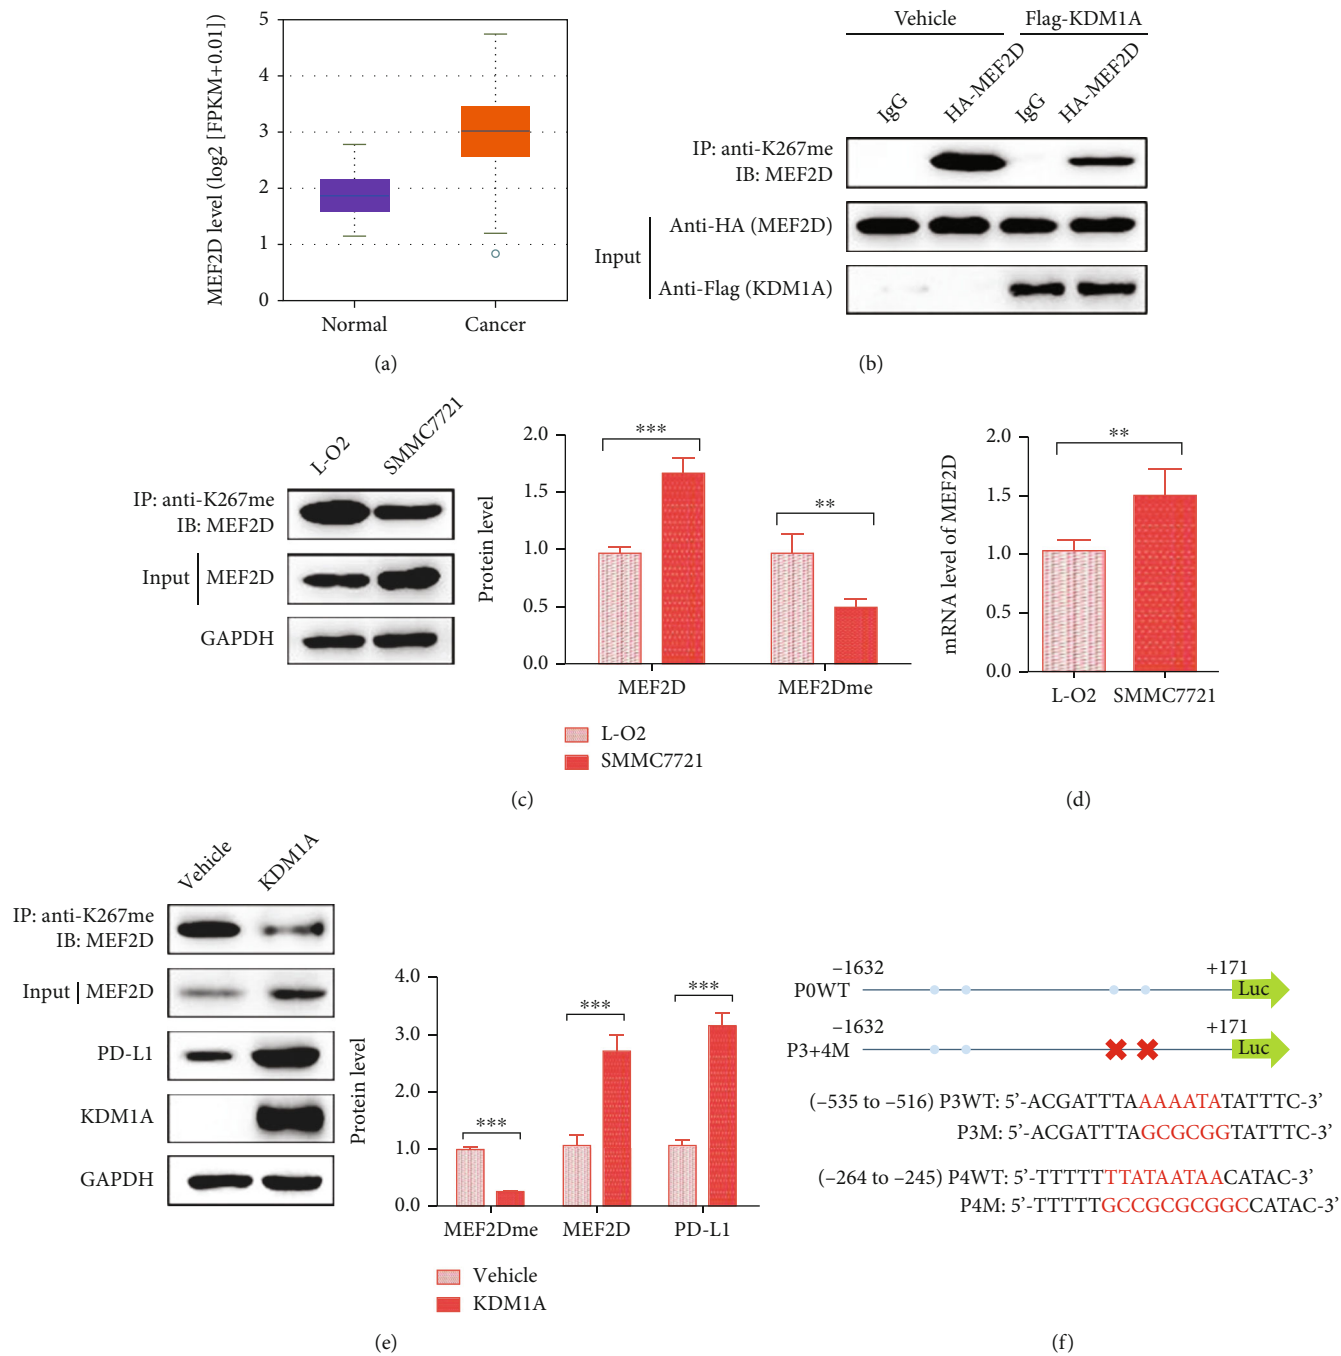 MEF2D level (log2 [FPKM+0.01])
5
4
3
2
1
0
Normal
Cancer
(a)
Vehicle
Flag-KDM1A
IgG
HA-MEF2D
IgG
HA-MEF2D
IP: anti-K267me
IB: MEF2D
Input
Anti-HA (MEF2D)
Anti-Flag (KDM1A)
(b)
L-O2
SMMC7721
IP: anti-K267me
IB: MEF2D
Input
MEF2D
GAPDH
Protein level
2.0
1.5
1.0
0.5
0.0
***
**
MEF2D
MEF2Dme
L-O2
SMMC7721
(c)
mRNA level of MEF2D
2.0
1.5
1.0
0.5
0.0
**
L-O2
SMMC7721
(d)
Vehicle
KDM1A
IP: anti-K267me
IB: MEF2D
Input
MEF2D
PD-L1
KDM1A
GAPDH
Protein level
4.0
3.0
2.0
1.0
0.0
***
***
***
MEF2Dme
MEF2D
PD-L1
Vehicle
KDM1A
(e)
–1632
+171
P0WT
Luc
–1632
+171
P3+4M
Luc
(–535 to –516) P3WT: 5’-ACGATTTAAAAATATATTTC-3’
P3M: 5’-ACGATTTAGCGCGGTATTTC-3’
(–264 to –245) P4WT: 5’-TTTTTTTATAATAACATAC-3’
P4M: 5’-TTTTTGCCGCGCGGCCATAC-3’
(f)